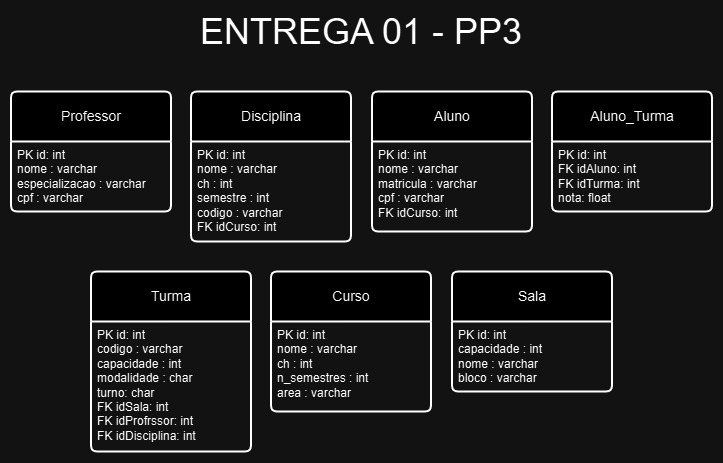 ENTREGA 01 - PP3
Professor
PK id: int
nome : varchar
especializacao : varchar
cpf : varchar
Disciplina
PK id: int
nome : varchar
ch : int
semestre : int
codigo : varchar
FK idCurso: int
Aluno
PK id: int
nome : varchar
matricula : varchar
cpf : varchar
FK idCurso: int
Aluno_Turma
PK id: int
FK idAluno: int
FK idTurma: int
nota: float
Turma
PK id: int
codigo : varchar
capacidade : int
modalidade : char
turno: char
FK idSala: int
FK idProfrssor: int
FK idDisciplina: int
Curso
PK id: int
nome : varchar
ch : int
n_semestres : int
area : varchar
Sala
PK id: int
capacidade : int
nome : varchar
bloco : varchar